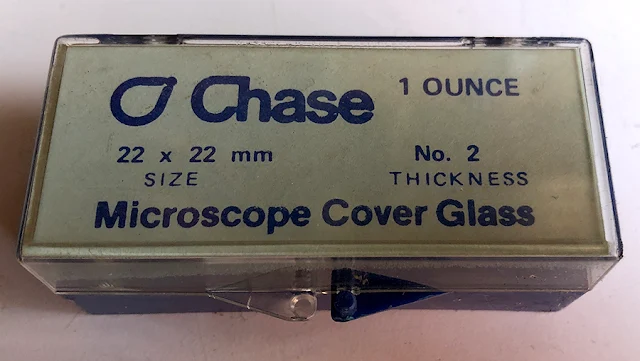 Chase 1 OUNCE
22 x 22 mm No. 2
SIZE THICKNESS
Microscope Cover Glass